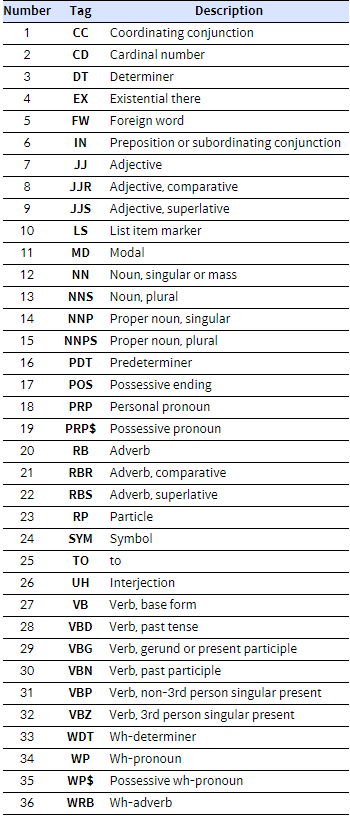 Number Tag Description
1 CC Coordinating conjunction
2 CD Cardinal number
3 DT Determiner
4 EX Existential there
5 FW Foreign word
6 IN Preposition or subordinating conjunction
7 JJ Adjective
8 JJR Adjective, comparative
9 JJS Adjective, superlative
10 LS List item marker
11 MD Modal
12 NN Noun, singular or mass
13 NNS Noun, plural
14 NNP Proper noun, singular
15 NNPS Proper noun, plural
16 PDT Predeterminer
17 POS Possessive ending
18 PRP Personal pronoun
19 PRP$ Possessive pronoun
20 RB Adverb
21 RBR Adverb, comparative
22 RBS Adverb, superlative
23 RP Particle
24 SYM Symbol
25 TO to
26 UH Interjection
27 VB Verb, base form
28 VBD Verb, past tense
29 VBG Verb, gerund or present participle
30 VBN Verb, past participle
31 VBP Verb, non-3rd person singular present
32 VBZ Verb, 3rd person singular present
33 WDT Wh-determiner
34 WP Wh-pronoun
35 WP$ Possessive wh-pronoun
36 WRB Wh-adverb